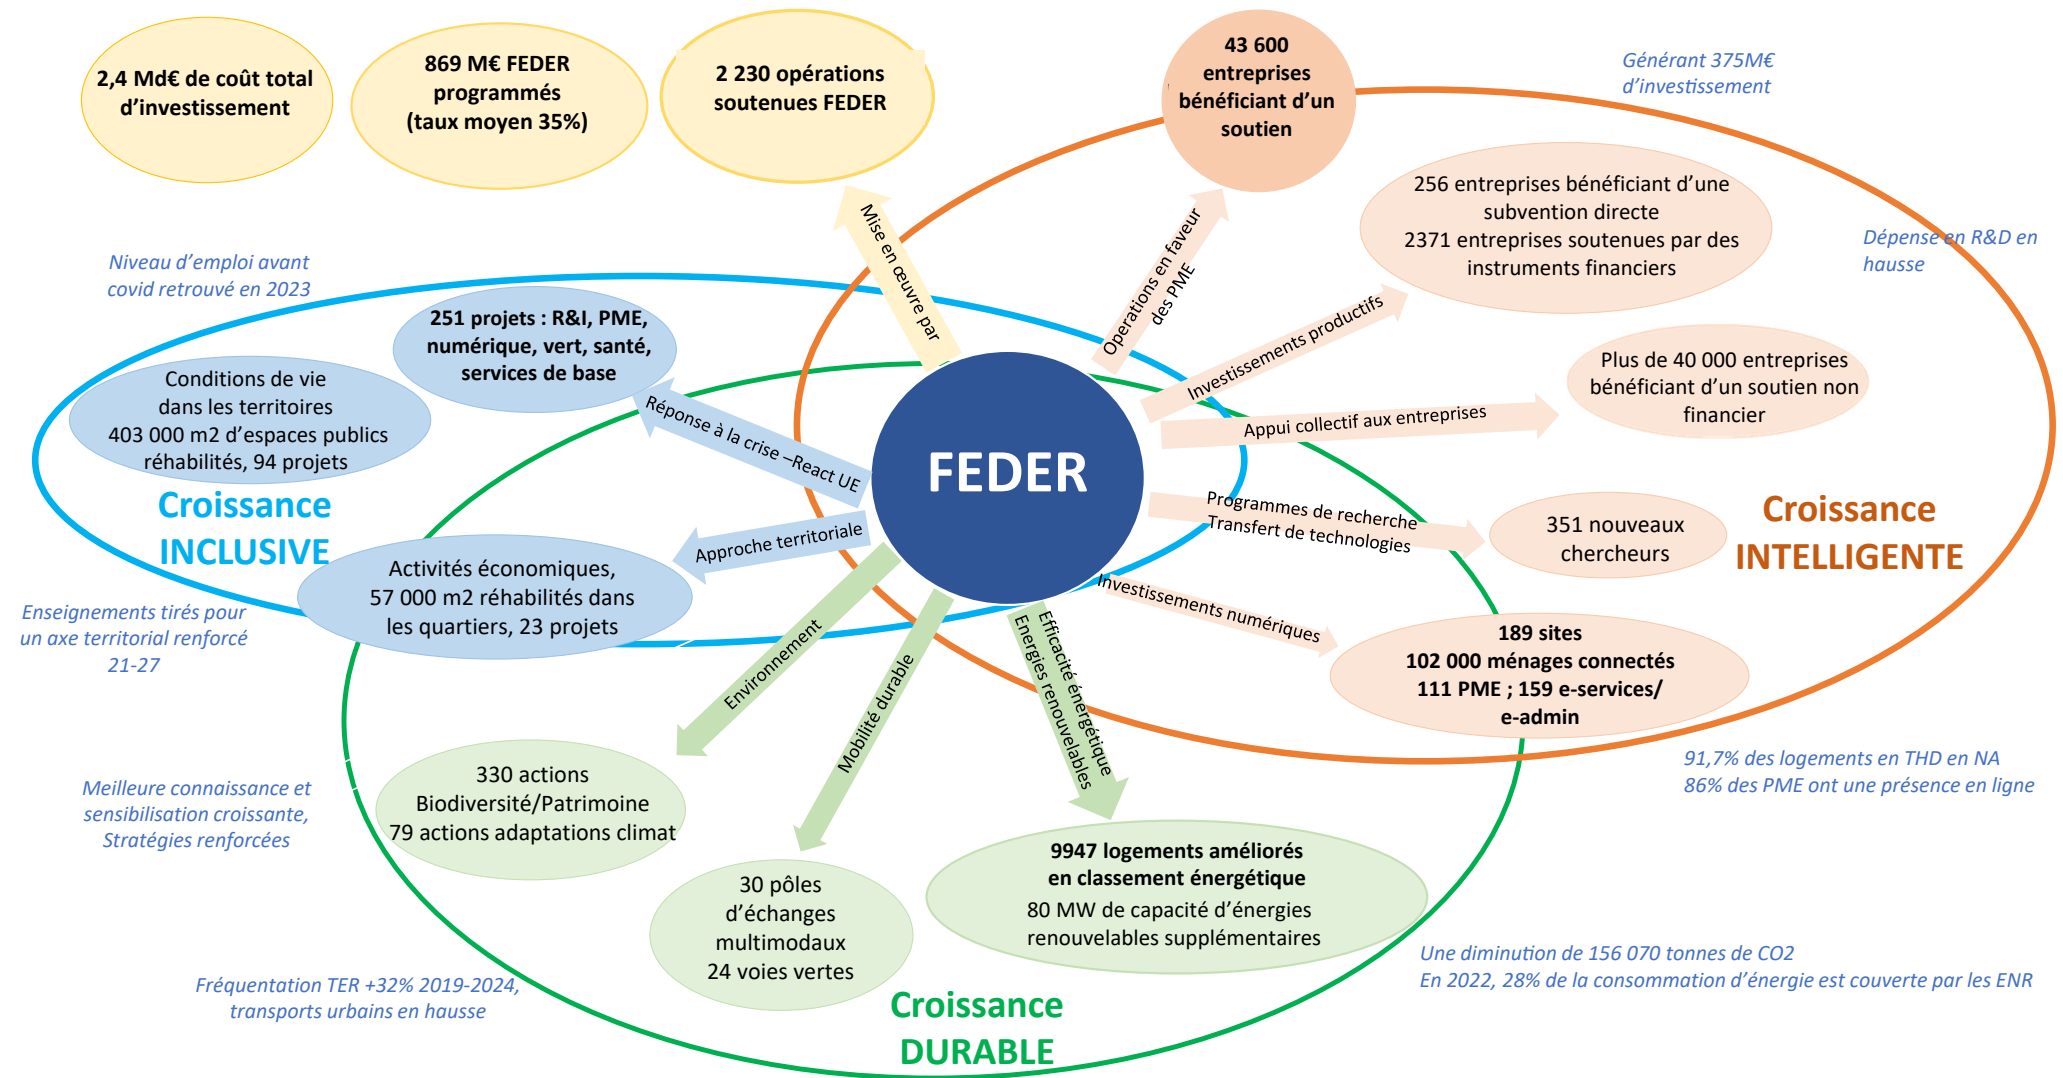 2,4 Md€ de coût total
d’investissement
869 M€ FEDER
programmés
(taux moyen 35%)
2 230 opérations
soutenues FEDER
43 600
entreprises
bénéficiant d’un
soutien
Générant 375M€
d’investissement
256 entreprises bénéficiant d’une
subvention directe
2371 entreprises soutenues par des
instruments financiers
Dépense en R&D en
hausse
Mise en œuvre par
Operations en faveur
des PME
Investissements productifs
Niveau d’emploi avant
covid retrouvé en 2023
251 projets : R&I, PME,
numérique, vert, santé,
services de base
Conditions de vie
dans les territoires
403 000 m2 d’espaces publics
réhabilités, 94 projets
Réponse à la crise –React UE
Plus de 40 000 entreprises
bénéficiant d’un soutien non
financier
Appui collectif aux entreprises
FEDER
Croissance
INCLUSIVE
Approche territoriale
Programmes de recherche
Transfert de technologies
351 nouveaux
chercheurs
Croissance
INTELLIGENTE
Activités économiques,
57 000 m2 réhabilités dans
les quartiers, 23 projets
Enseignements tirés pour
un axe territorial renforcé
21-27
Investissements numériques
189 sites
102 000 ménages connectés
111 PME ; 159 e-services/
e-admin
Environnement
Mobilité durable
Efficacité énergétique
Energies renouvelables
91,7% des logements en THD en NA
86% des PME ont une présence en ligne
Meilleure connaissance et
sensibilisation croissante,
Stratégies renforcées
330 actions
Biodiversité/Patrimoine
79 actions adaptations climat
30 pôles
d’échanges
multimodaux
24 voies vertes
9947 logements améliorés
en classement énergétique
80 MW de capacité d’énergies
renouvelables supplémentaires
Une diminution de 156 070 tonnes de CO2
En 2022, 28% de la consommation d’énergie est couverte par les ENR
Fréquentation TER +32% 2019-2024,
transports urbains en hausse
Croissance
DURABLE